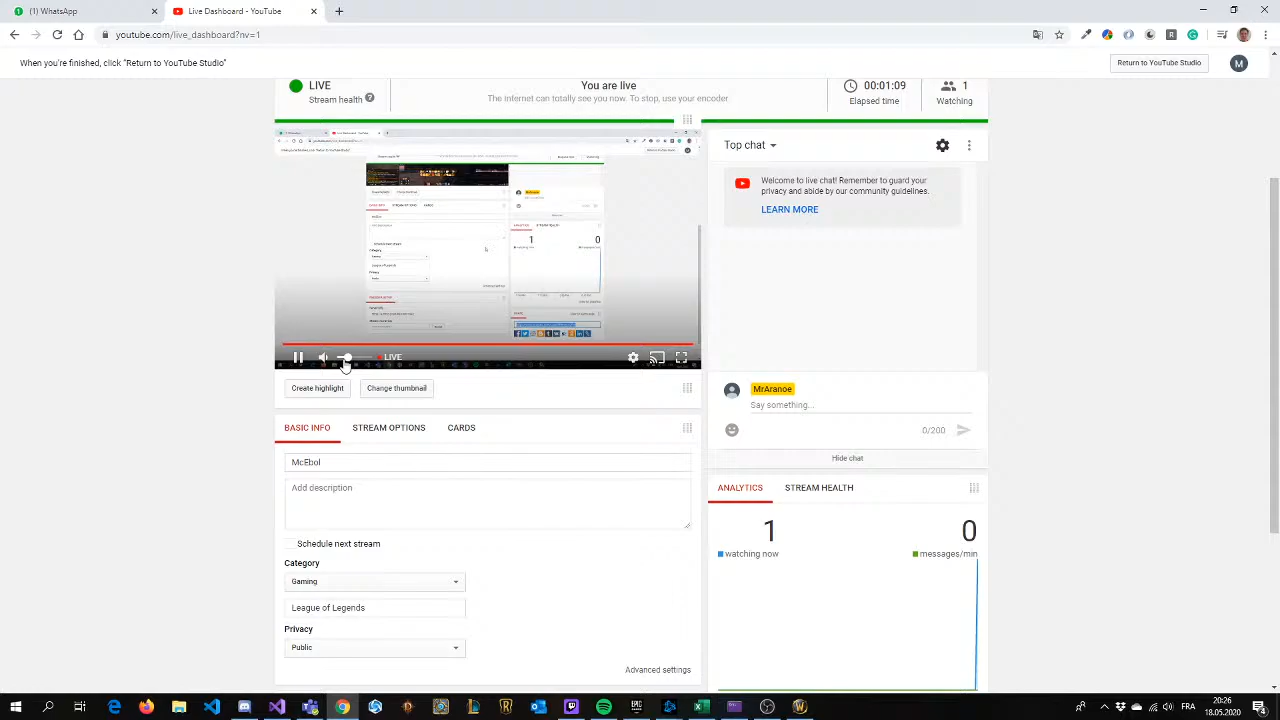 (1) WhatsApp
Live Dashboard - YouTube
youtube.com/live_dashboard?nv=1
When you're finished, click "Return to YouTube Studio"
Return to YouTube Studio
M
LIVE
Stream health
You are live
The Internet can totally see you now. To stop, use your encoder
00:01:09
Elapsed time
1
Watching
Top chat
Welcome to live chat! Remember to guard your
privacy and abide by our community guidelines.
LEARN MORE
LIVE
Create highlight
Change thumbnail
MrAranoe
Say something...
0/200
Hide chat
BASIC INFO
STREAM OPTIONS
CARDS
McEbol
Add description
Schedule next stream
Category
Gaming
League of Legends
Privacy
Public
Advanced settings
ANALYTICS
STREAM HEALTH
1
0
watching now
messages/min
FRA
20:26
18.05.2020